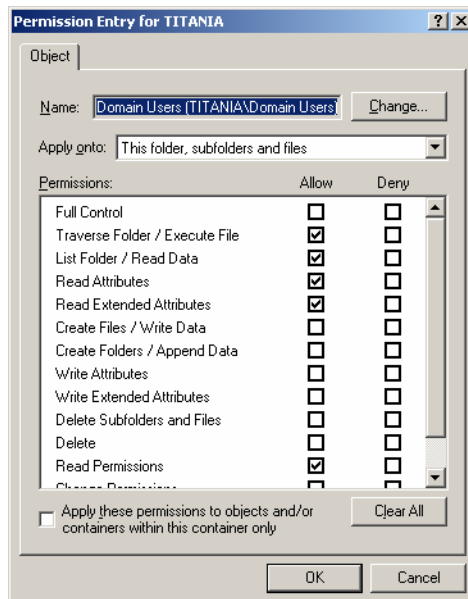 Permission Entry for TITANIA
Object
Name: Domain Users (TITANIA\Domain Users) Change...
Apply onto: This folder, subfolders and files
Permissions: Allow Deny
Full Control
Traverse Folder / Execute File
List Folder / Read Data
Read Attributes
Read Extended Attributes
Create Files / Write Data
Create Folders / Append Data
Write Attributes
Write Extended Attributes
Delete Subfolders and Files
Delete
Read Permissions
Change Permissions
Apply these permissions to objects and/or
containers within this container only
Clear All
OK Cancel